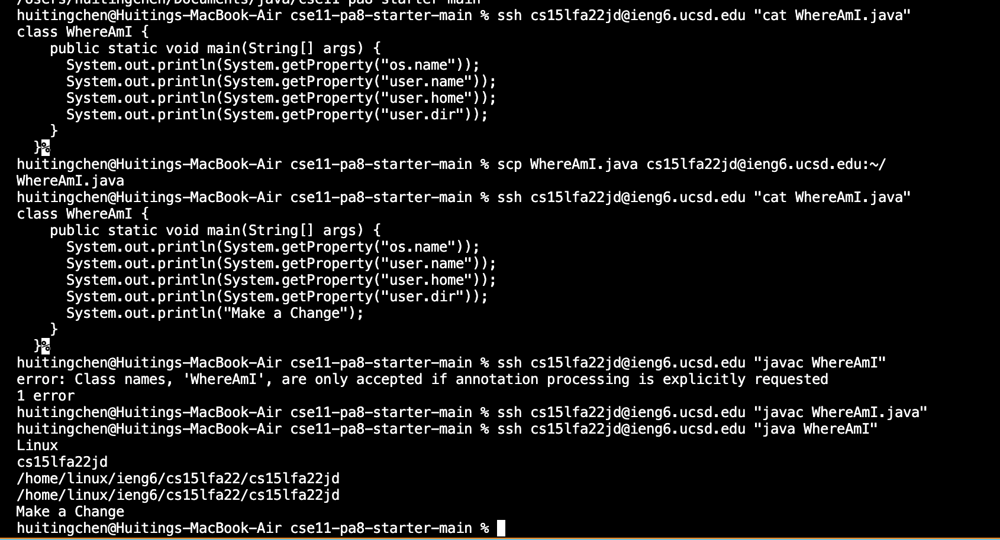 /Users/huitingchen/Documents/java/cse11-pa8-starter-main
huitingchen@Huitings-MacBook-Air cse11-pa8-starter-main % ssh cs15lfa22jd@ieng6.ucsd.edu "cat WhereAmI.java"
class WhereAmI {
    public static void main(String[] args) {
      System.out.println(System.getProperty("os.name"));
      System.out.println(System.getProperty("user.name"));
      System.out.println(System.getProperty("user.home"));
      System.out.println(System.getProperty("user.dir"));
    }
  }%
huitingchen@Huitings-MacBook-Air cse11-pa8-starter-main % scp WhereAmI.java cs15lfa22jd@ieng6.ucsd.edu:~/
WhereAmI.java
huitingchen@Huitings-MacBook-Air cse11-pa8-starter-main % ssh cs15lfa22jd@ieng6.ucsd.edu "cat WhereAmI.java"
class WhereAmI {
    public static void main(String[] args) {
      System.out.println(System.getProperty("os.name"));
      System.out.println(System.getProperty("user.name"));
      System.out.println(System.getProperty("user.home"));
      System.out.println(System.getProperty("user.dir"));
      System.out.println("Make a Change");
    }
  }%
huitingchen@Huitings-MacBook-Air cse11-pa8-starter-main % ssh cs15lfa22jd@ieng6.ucsd.edu "javac WhereAmI"
error: Class names, 'WhereAmI', are only accepted if annotation processing is explicitly requested
1 error
huitingchen@Huitings-MacBook-Air cse11-pa8-starter-main % ssh cs15lfa22jd@ieng6.ucsd.edu "javac WhereAmI.java"
huitingchen@Huitings-MacBook-Air cse11-pa8-starter-main % ssh cs15lfa22jd@ieng6.ucsd.edu "java WhereAmI"
Linux
cs15lfa22jd
/home/linux/ieng6/cs15lfa22/cs15lfa22jd
/home/linux/ieng6/cs15lfa22/cs15lfa22jd
Make a Change
huitingchen@Huitings-MacBook-Air cse11-pa8-starter-main %